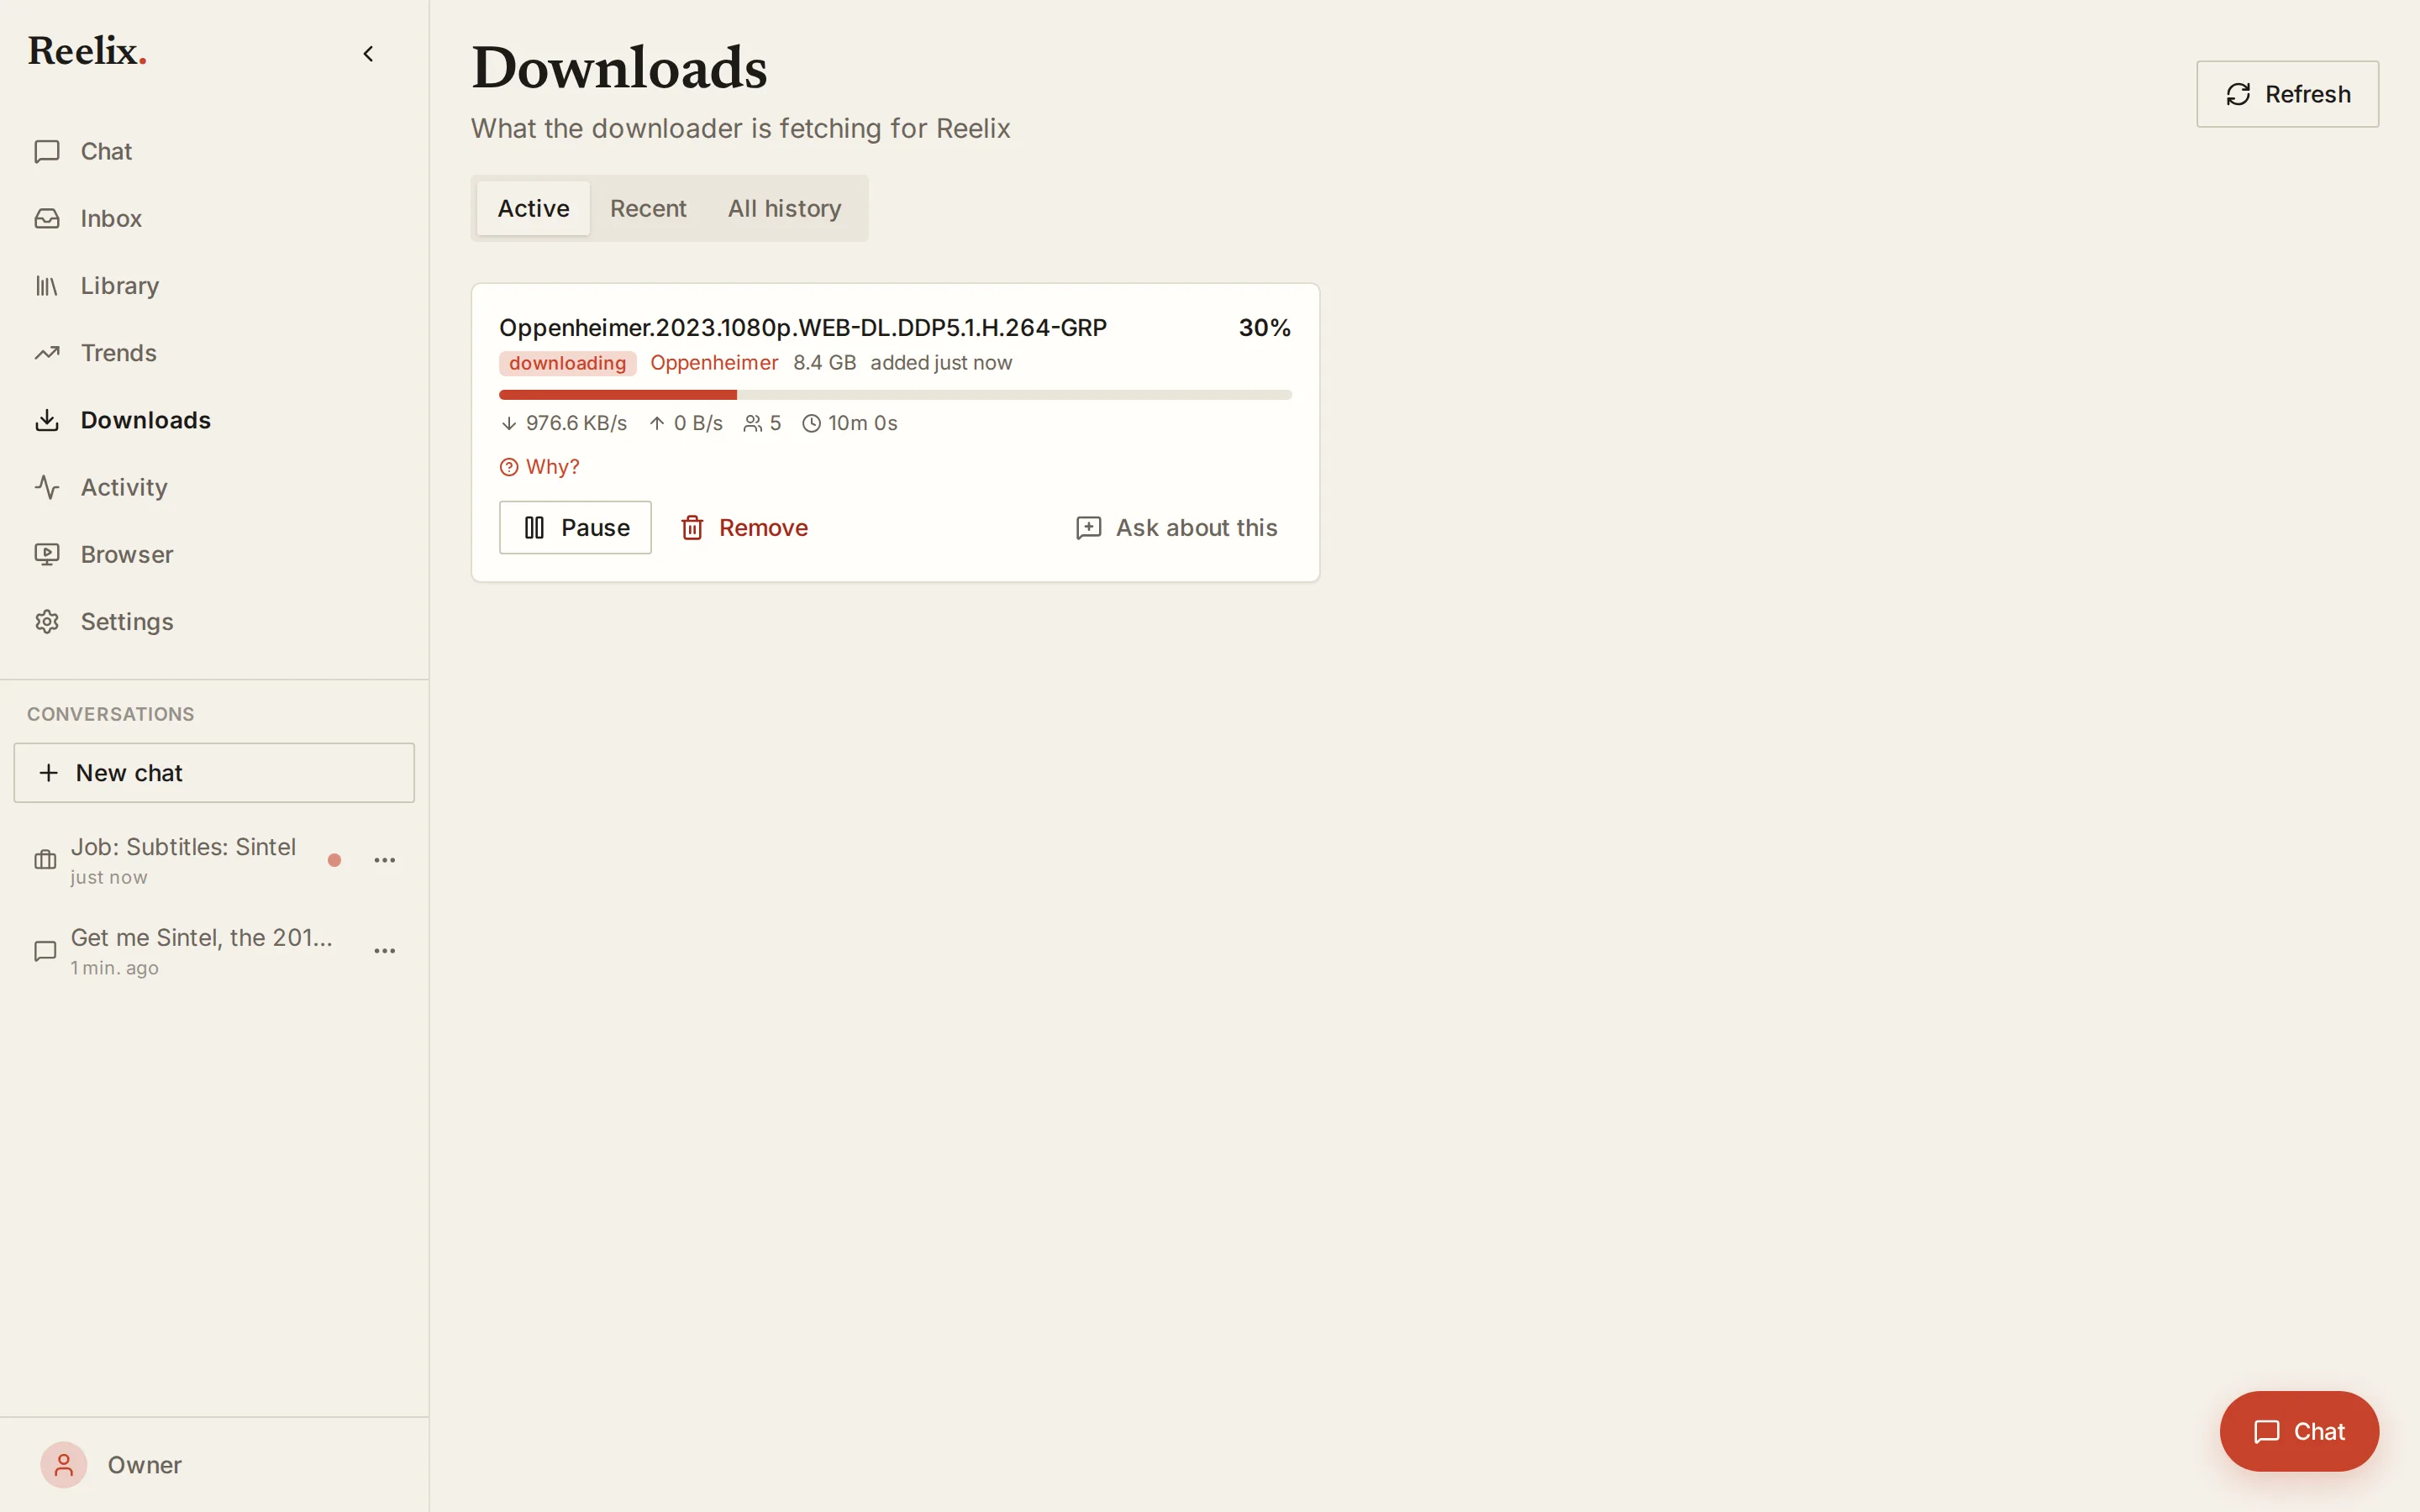 Reelix.
Chat
Inbox
Library
Trends
Downloads
Activity
Browser
Settings
CONVERSATIONS
New chat
Job: Subtitles: Sintel
just now
Get me Sintel, the 201...
1 min. ago
Owner
Downloads
What the downloader is fetching for Reelix
Refresh
Active Recent All history
Oppenheimer.2023.1080p.WEB-DL.DDP5.1.H.264-GRP 30%
downloading Oppenheimer 8.4 GB added just now
976.6 KB/s 0 B/s 5 10m 0s
Why?
Pause Remove Ask about this
Chat